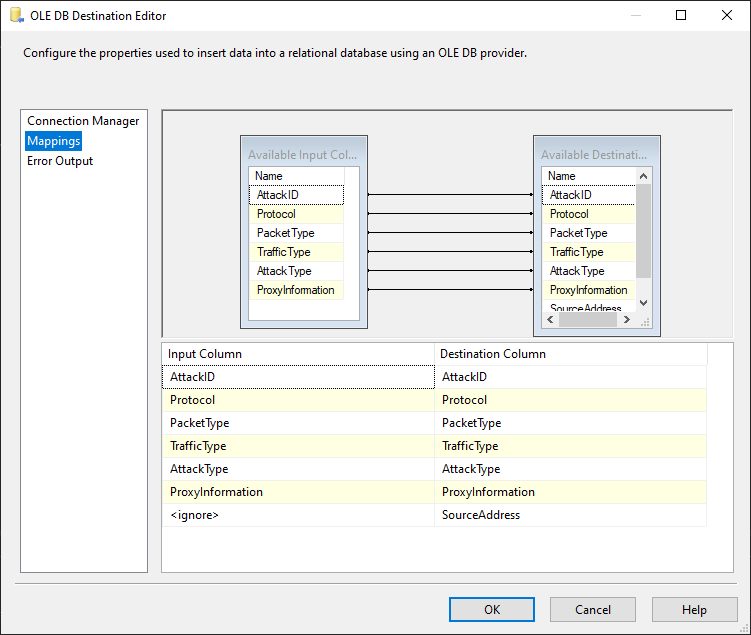 OLE DB Destination Editor
Configure the properties used to insert data into a relational database using an OLE DB provider.
Connection Manager
Mappings
Error Output
Available Input Col...
Name
AttackID
Protocol
PacketType
TrafficType
AttackType
ProxyInformation
Available Destinati...
Name
AttackID
Protocol
PacketType
TrafficType
AttackType
ProxyInformation
SourceAddress
Input Column Destination Column
AttackID AttackID
Protocol Protocol
PacketType PacketType
TrafficType TrafficType
AttackType AttackType
ProxyInformation ProxyInformation
<ignore> SourceAddress
OK Cancel Help